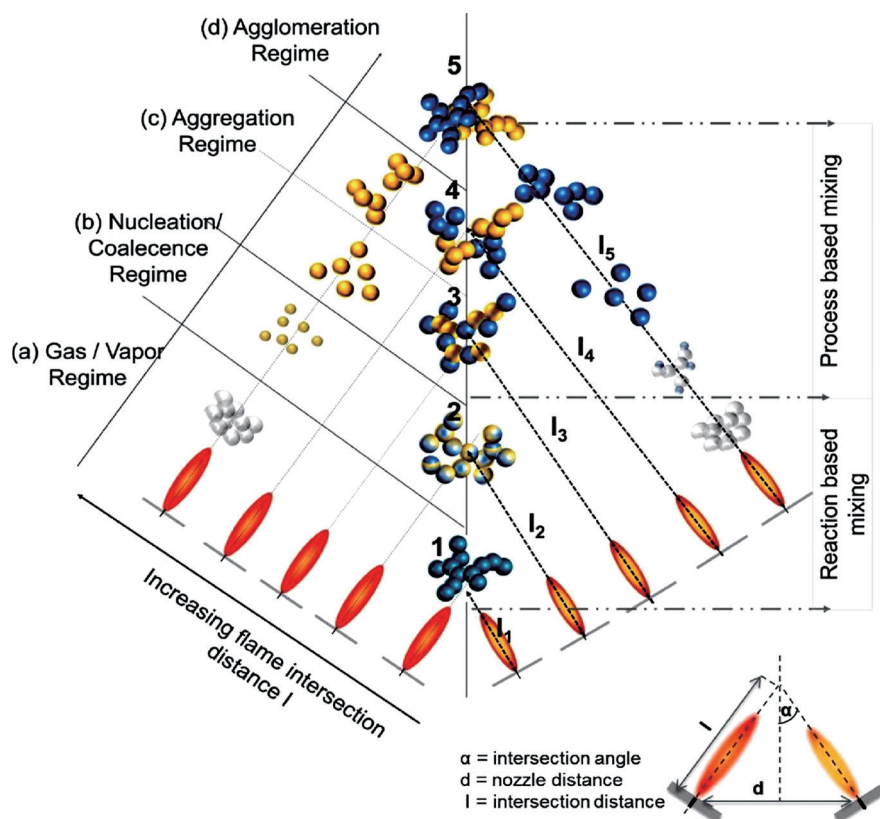 (d) Agglomeration
Regime
(c) Aggregation
Regime
(b) Nucleation/
Coalecence
Regime
(a) Gas / Vapor
Regime
5
4
3
2
1
l5
l4
l3
l2
l1
Process based mixing
Reaction based
mixing
Increasing flame intersection
distance l
α = intersection angle
d = nozzle distance
l = intersection distance
l
α
d